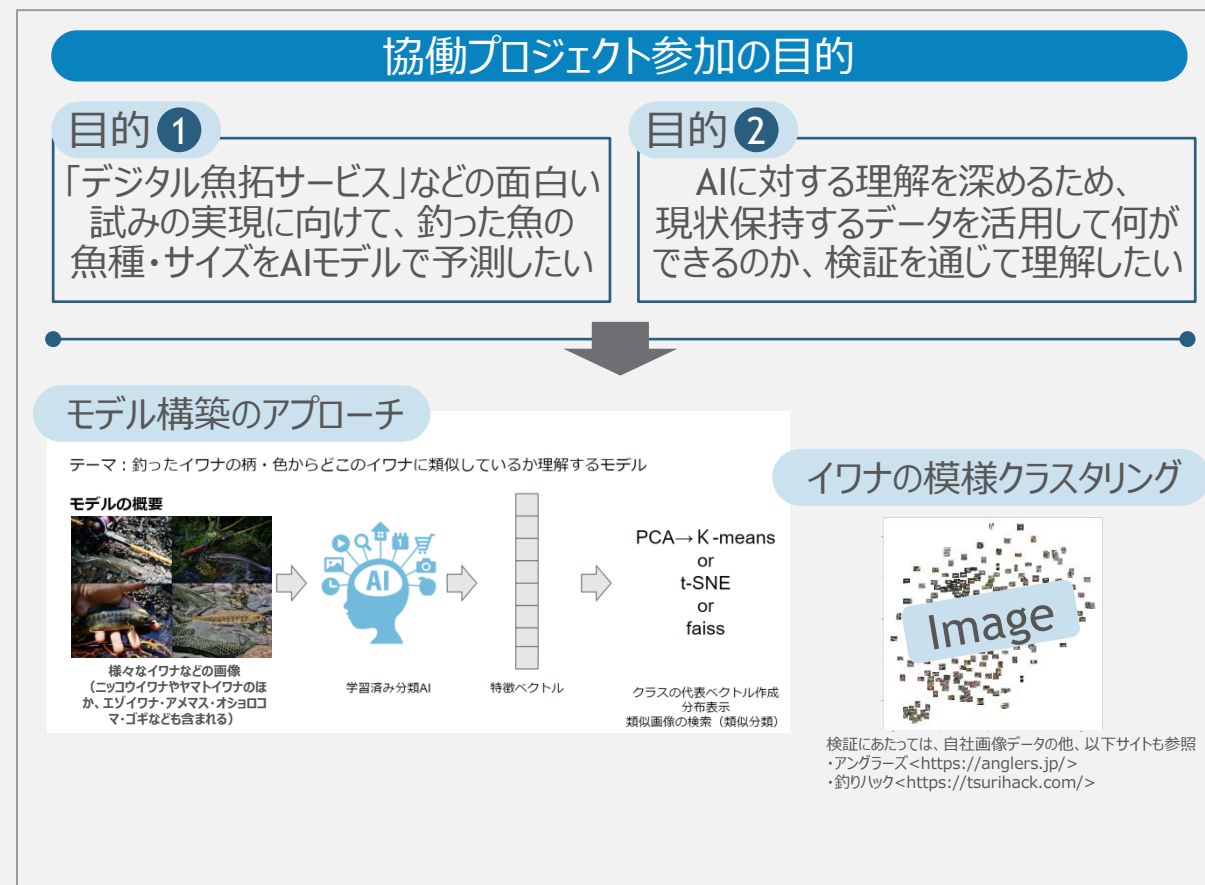 協働プロジェクト参加の目的
目的 1
「デジタル魚拓サービス」などの面白い
試みの実現に向けて、釣った魚の
魚種・サイズをAIモデルで予測したい
目的 2
AIに対する理解を深めるため、
現状保持するデータを活用して何が
できるのか、検証を通じて理解したい
モデル構築のアプローチ
テーマ：釣ったイワナの柄・色からどこのイワナに類似しているか理解するモデル
モデルの概要
AI
様々なイワナなどの画像
（ニッコウイワナやヤマトイワナのほ
か、エゾイワナ・アメマス・オショロコ
マ・ゴギなども含まれる）
学習済み分類AI
特徴ベクトル
PCA→K-means
or
t-SNE
or
faiss
クラスの代表ベクトル作成
分布表示
類似画像の検索（類似分類）
イワナの模様クラスタリング
Image
検証にあたっては、自社画像データの他、以下サイトも参照
・アングラーズ<https://anglers.jp/>
・釣りハック<https://tsurihack.com/>